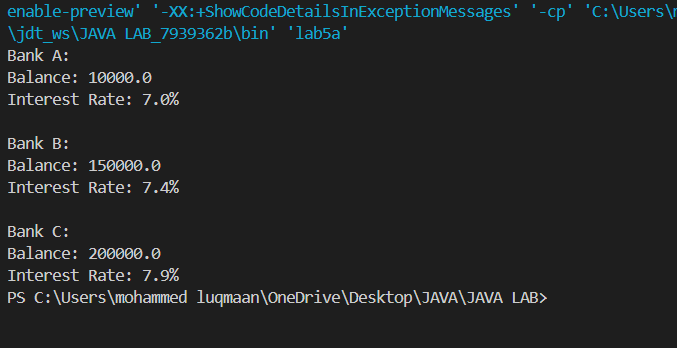 enable-preview' '-XX:+ShowCodeDetailsInExceptionMessages' '-cp' 'C:\Users\
\jdt_ws\JAVA LAB_7939362b\bin' 'lab5a'
Bank A:
Balance: 10000.0
Interest Rate: 7.0%
Bank B:
Balance: 150000.0
Interest Rate: 7.4%
Bank C:
Balance: 200000.0
Interest Rate: 7.9%
PS C:\Users\mohammed luqmaan\OneDrive\Desktop\JAVA\JAVA LAB>